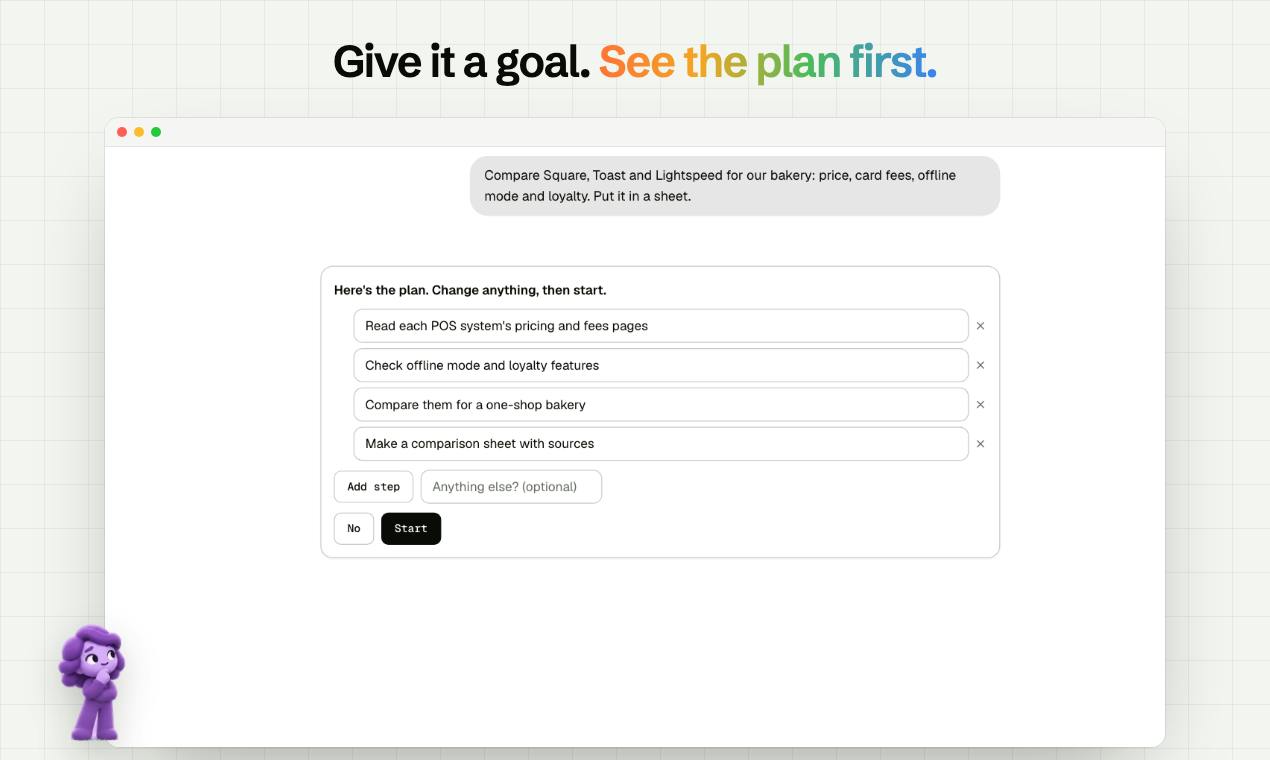 Give it a goal. See the plan first.
Compare Square, Toast and Lightspeed for our bakery: price, card fees, offline
mode and loyalty. Put it in a sheet.
Here's the plan. Change anything, then start.
Read each POS system's pricing and fees pages ×
Check offline mode and loyalty features ×
Compare them for a one-shop bakery ×
Make a comparison sheet with sources ×
Add step Anything else? (optional)
No Start